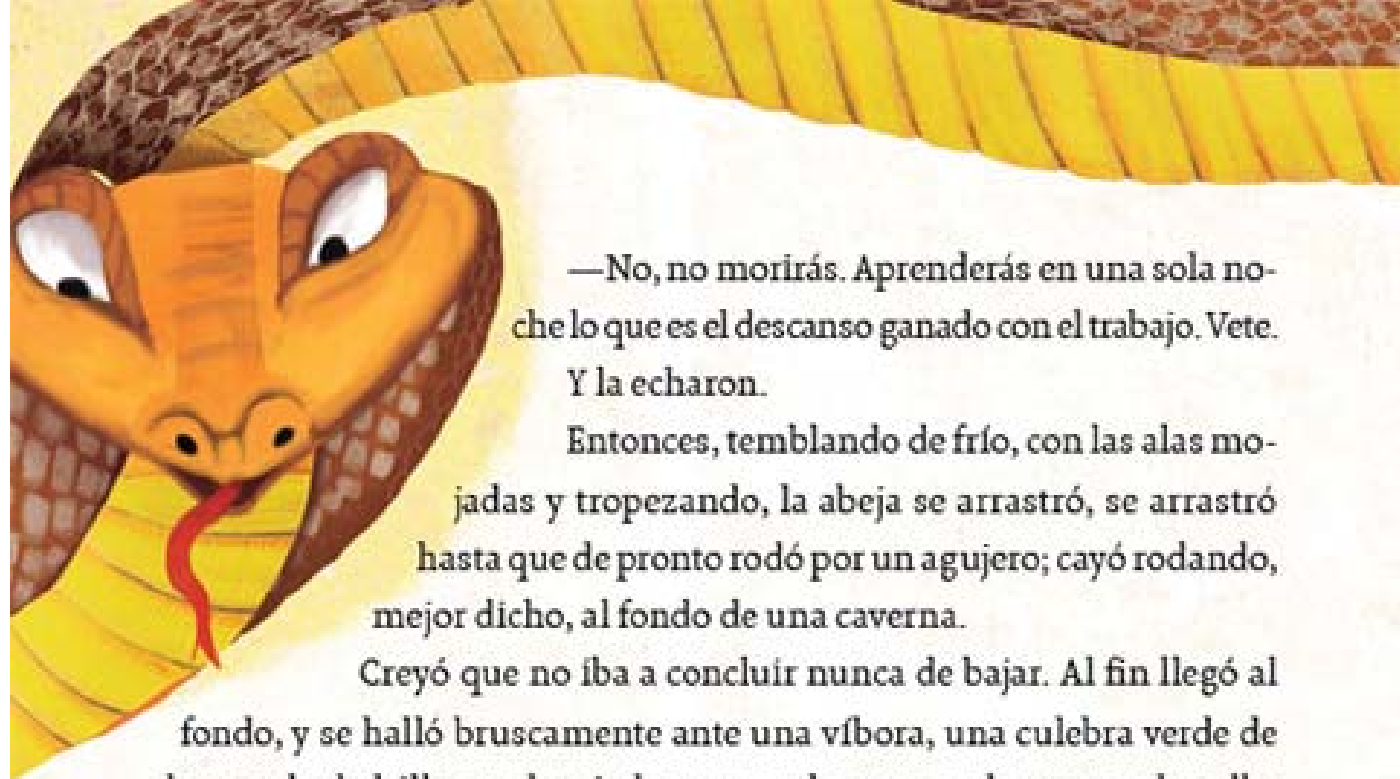 —No, no morirás. Aprenderás en una sola no-
che lo que es el descanso ganado con el trabajo. Vete.
Y la echaron.
Entonces, temblando de frío, con las alas mo-
jadas y tropezando, la abeja se arrastró, se arrastró
hasta que de pronto rodó por un agujero; cayó rodando,
mejor dicho, al fondo de una caverna.
Creyó que no iba a concluir nunca de bajar. Al fin llegó al
fondo, y se halló bruscamente ante una víbora, una culebra verde de